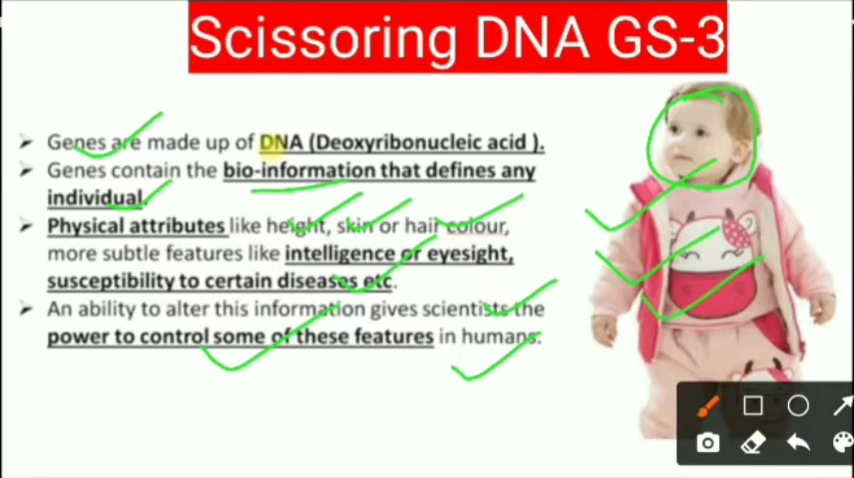 Scissoring DNA GS-3
➤ Genes are made up of DNA (Deoxyribonucleic acid ).
➤ Genes contain the bio-information that defines any
individual.
➤ Physical attributes like height, skin or hair colour,
more subtle features like intelligence or eyesight,
susceptibility to certain diseases etc.
➤ An ability to alter this information gives scientists the
power to control some of these features in humans.